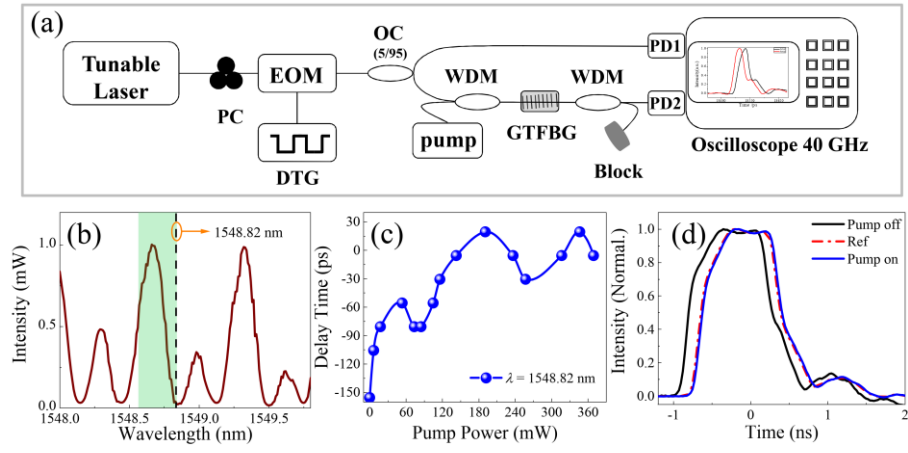 (a)
OC
(5/95)
Tunable
Laser
PC
EOM
DTG
WDM
pump
GTFBG
WDM
Block
PD1
PD2
Oscilloscope 40 GHz
(b)
1548.82 nm
Intensity (mW)
1.0
0.5
0.0
1548.0
1548.5
1549.0
1549.5
Wavelength (nm)
(c)
Delay Time (ps)
30
0
-30
-60
-90
-120
-150
λ = 1548.82 nm
0
60
120
180
240
300
360
Pump Power (mW)
(d)
Pump off
Ref
Pump on
Intensity (Normal.)
1.0
0.8
0.6
0.4
0.2
0.0
-1
0
1
2
Time (ns)